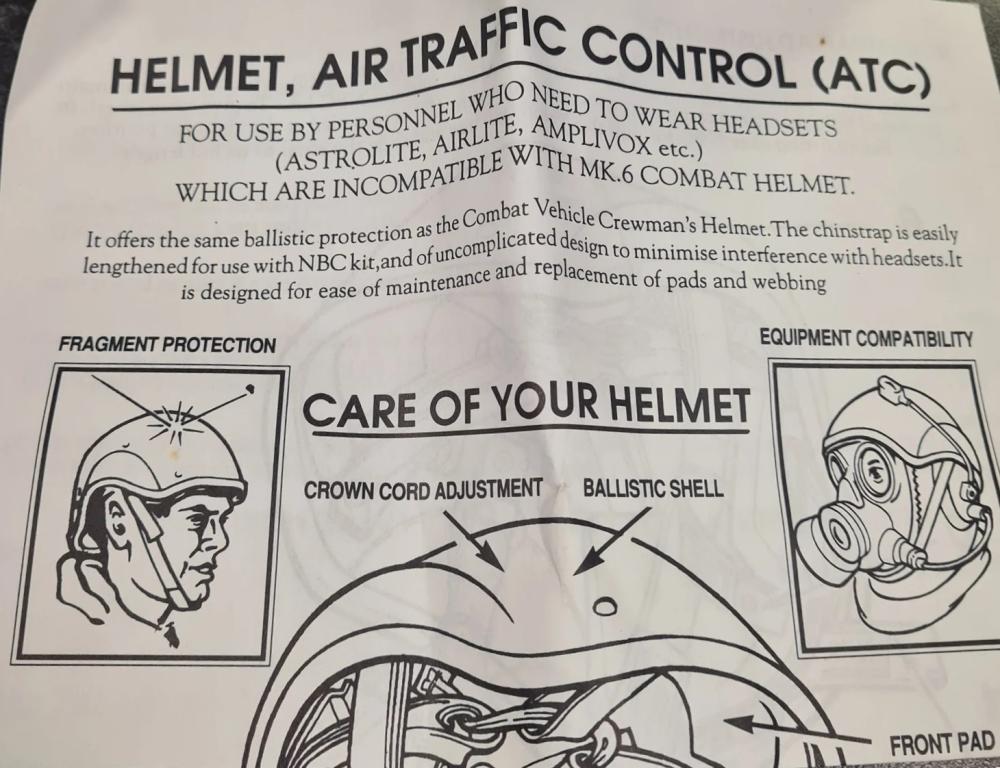 HELMET, AIR TRAFFIC CONTROL (ATC)
FOR USE BY PERSONNEL WHO NEED TO WEAR HEADSETS
(ASTROLITE, AIRLITE, AMPLIVOX etc.)
WHICH ARE INCOMPATIBLE WITH MK.6 COMBAT HELMET.
It offers the same ballistic protection as the Combat Vehicle Crewman's Helmet.The chinstrap is easily
lengthened for use with NBC kit,and of uncomplicated design to minimise interference with headsets.It
is designed for ease of maintenance and replacement of pads and webbing
FRAGMENT PROTECTION
EQUIPMENT COMPATIBILITY
CARE OF YOUR HELMET
CROWN CORD ADJUSTMENT
BALLISTIC SHELL
FRONT PAD